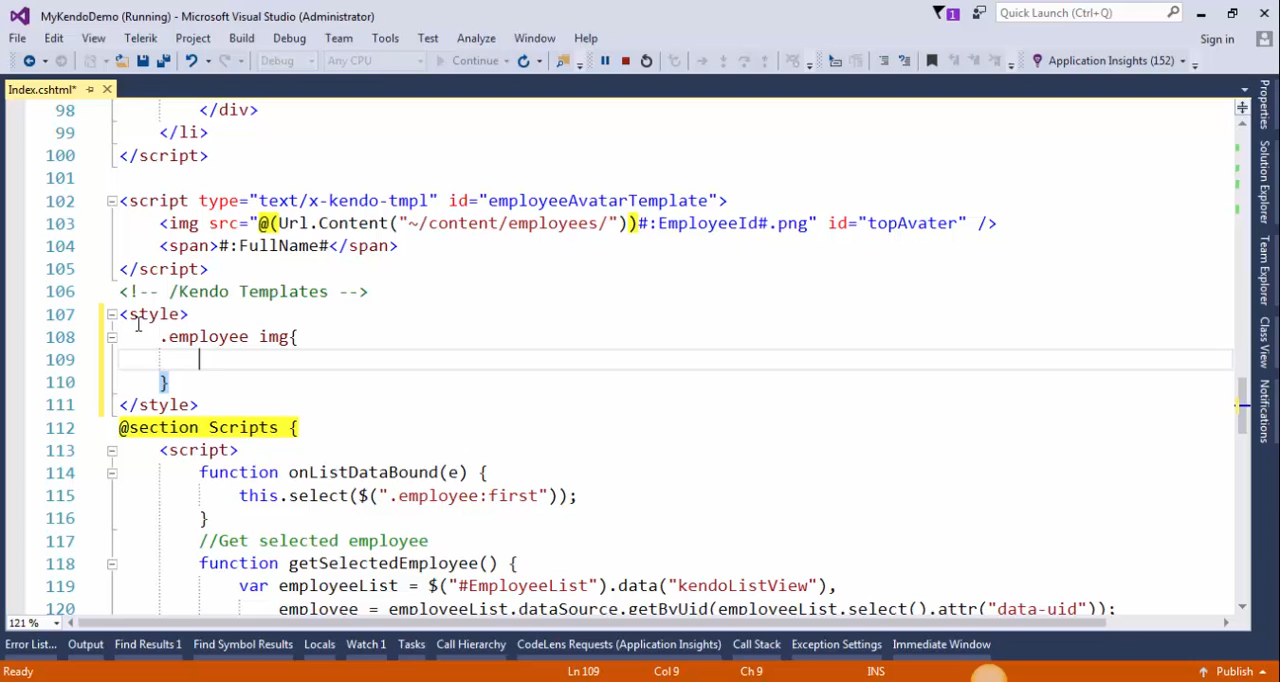 MyKendoDemo (Running) - Microsoft Visual Studio (Administrator)
1
Quick Launch (Ctrl+Q)
File Edit View Telerik Project Build Debug Team Tools Test Analyze Window Help
Sign in
Debug Any CPU Continue Application Insights (152)
Index.cshtml*
98 </div>
99 </li>
100 </script>
101
102 <script type="text/x-kendo-tmpl" id="employeeAvatarTemplate">
103 <img src="@(Url.Content("~/content/employees/"))#:EmployeeId#.png" id="topAvater" />
104 <span>#:FullName#</span>
105 </script>
106 <!-- /Kendo Templates -->
107 <style>
108 .employee img{
109
110 }
111 </style>
112 @section Scripts {
113 <script>
114 function onListDataBound(e) {
115 this.select($(".employee:first"));
116 }
117 //Get selected employee
118 function getSelectedEmployee() {
119 var employeeList = $("#EmployeeList").data("kendoListView"),
120 employee = employeeList.dataSource.getByUid(employeeList.select().attr("data-uid"));
Properties
Solution Explorer
Team Explorer
Class View
Notifications
121 %
Error List... Output Find Results 1 Find Symbol Results Locals Watch 1 Tasks Call Hierarchy CodeLens Requests (Application Insights) Call Stack Exception Settings Immediate Window
Ready Ln 109 Col 9 Ch 9 INS Publish